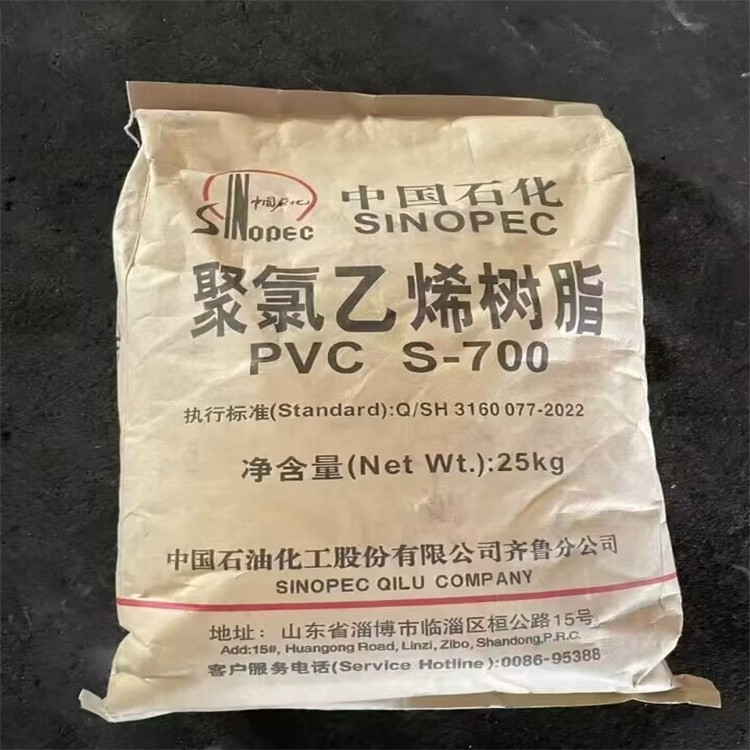 中国石化
SINOPEC
中国石化
SINOPEC
聚氯乙烯树脂
PVC S-700
执行标准(Standard):Q/SH 3160 077-2022
净含量(Net Wt.):25kg
中国石油化工股份有限公司齐鲁分公司
SINOPEC QILU COMPANY
地址：山东省淄博市临淄区桓公路15号
Add:15#, Huangong Road, Linzi, Zibo, Shandong,P.R.C.
客户服务电话(Service Hotline):0086-95388